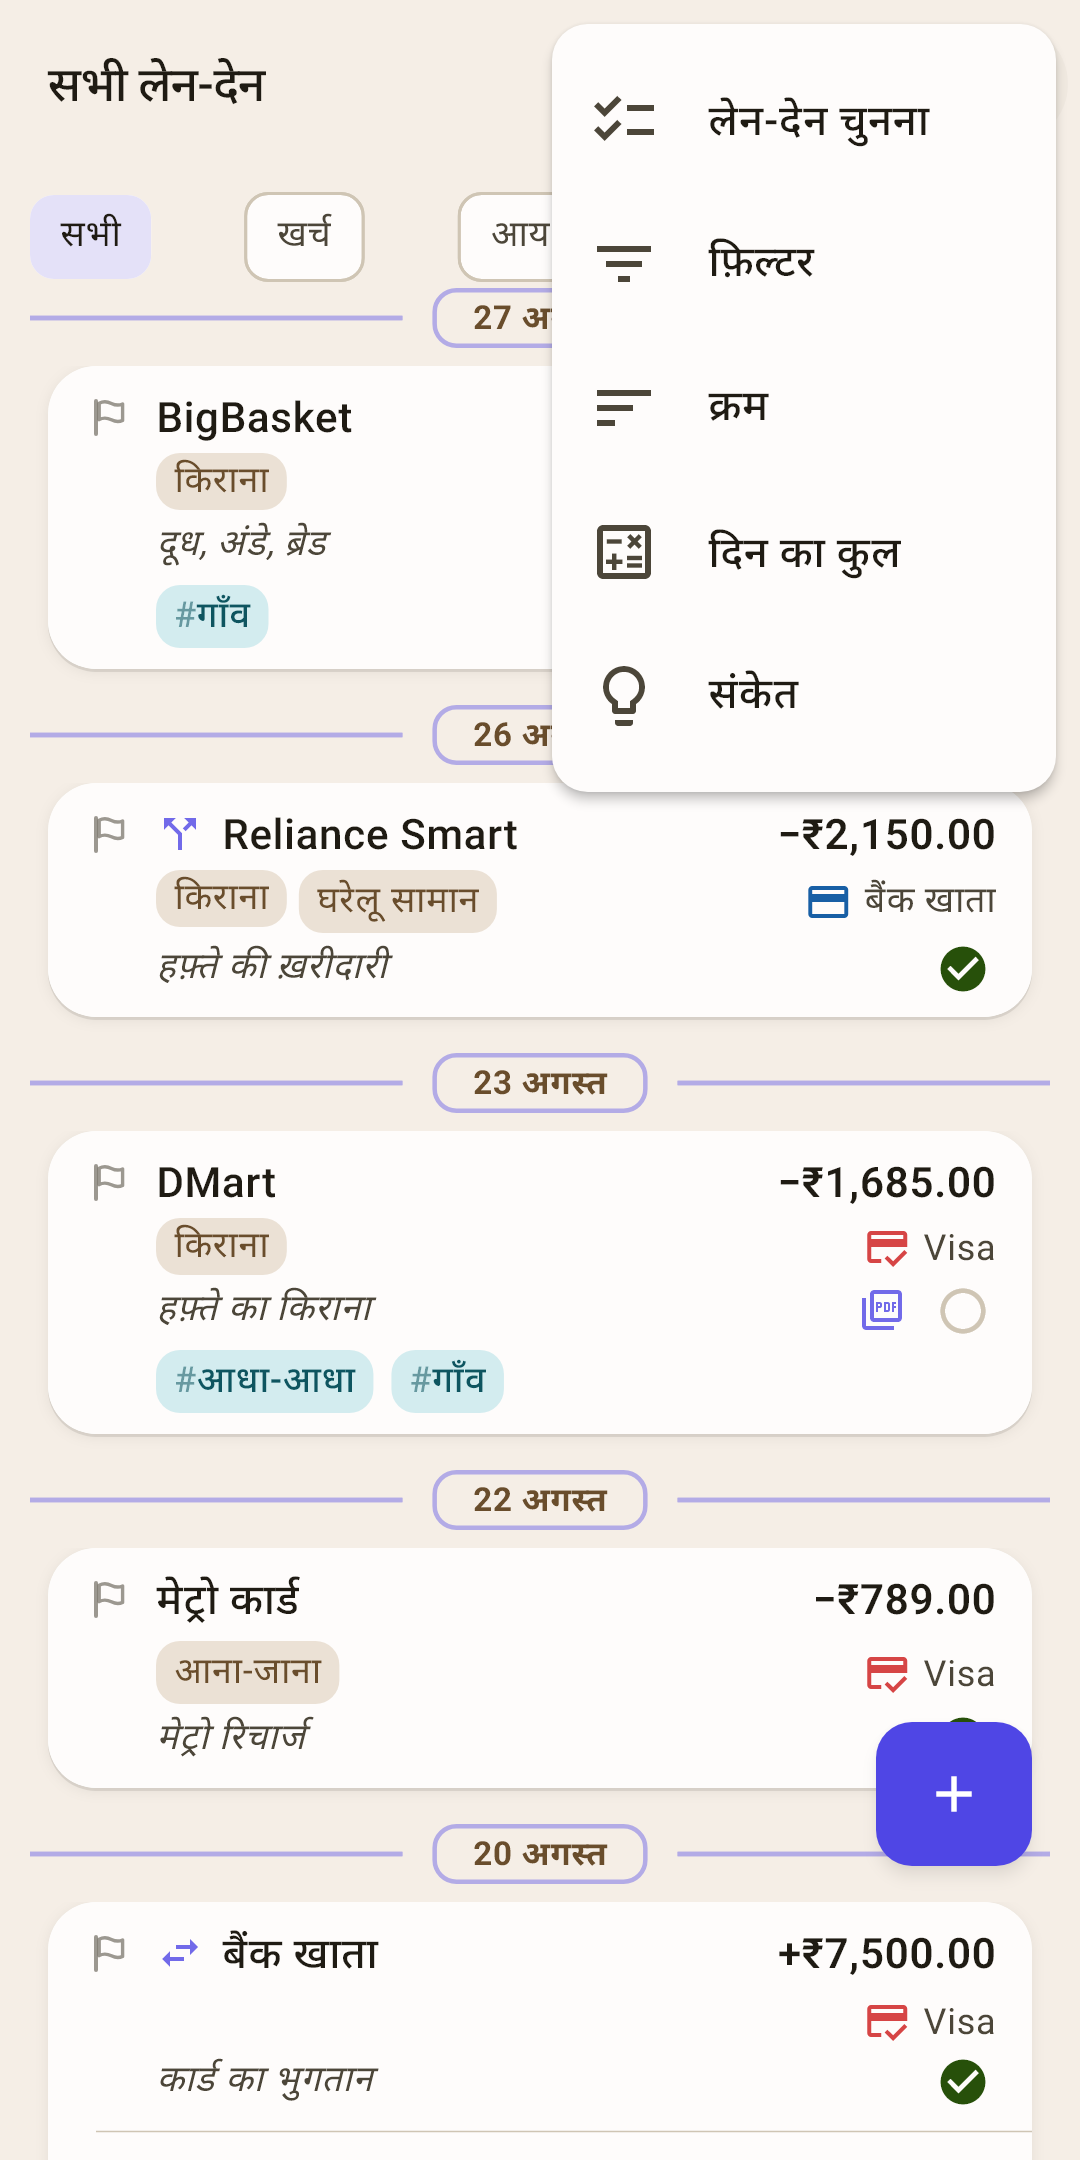 सभी लेन-देन
लेन-देन चुनना
फ़िल्टर
क्रम
दिन का कुल
संकेत
सभी
खर्च
आय
27
BigBasket
किराना
दूध, अंडे, ब्रेड
#गाँव
26
Reliance Smart
−₹2,150.00
किराना
घरेलू सामान
बैंक खाता
हफ़्ते की ख़रीदारी
23 अगस्त
DMart
−₹1,685.00
किराना
Visa
हफ़्ते का किराना
PDF
#आधा-आधा
#गाँव
22 अगस्त
मेट्रो कार्ड
−₹789.00
आना-जाना
Visa
मेट्रो रिचार्ज
20 अगस्त
बैंक खाता
+₹7,500.00
Visa
कार्ड का भुगतान